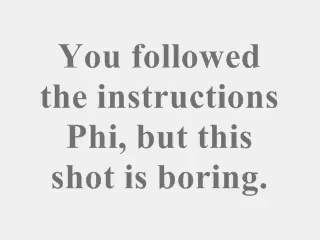 You followed
the instructions
Phi, but this
shot is boring.